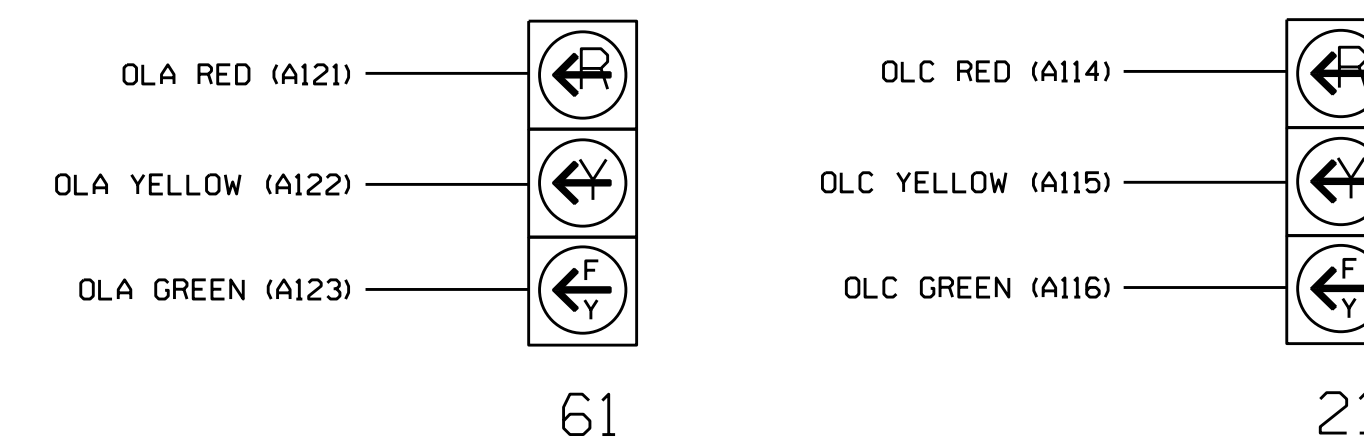 OLA RED (A121)
R
OLA YELLOW (A122)
Y
OLA GREEN (A123)
F
Y
61
OLC RED (A114)
R
OLC YELLOW (A115)
Y
OLC GREEN (A116)
F
Y
21